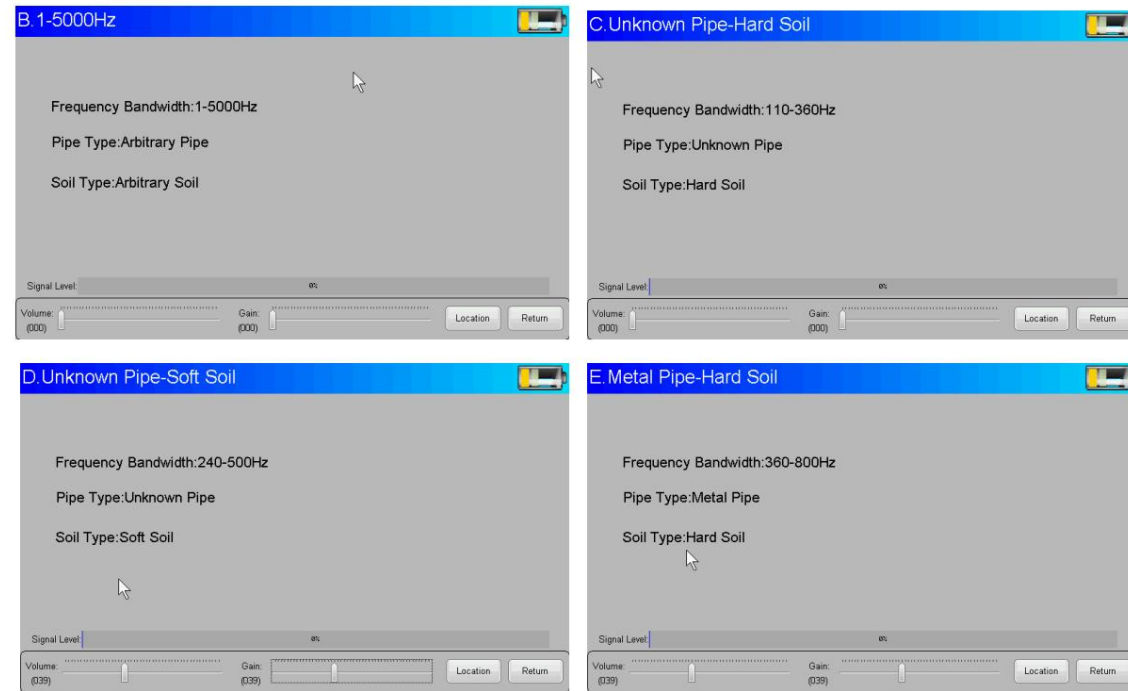 B.1-5000Hz
Frequency Bandwidth:1-5000Hz
Pipe Type:Arbitrary Pipe
Soil Type:Arbitrary Soil
Signal Level: 0%
Volume: Gain: Location Return
(000) (000)
C.Unknown Pipe-Hard Soil
Frequency Bandwidth:110-360Hz
Pipe Type:Unknown Pipe
Soil Type:Hard Soil
Signal Level: 0%
Volume: Gain: Location Return
(000) (000)
D.Unknown Pipe-Soft Soil
Frequency Bandwidth:240-500Hz
Pipe Type:Unknown Pipe
Soil Type:Soft Soil
Signal Level: 0%
Volume: Gain: Location Return
(039) (039)
E.Metal Pipe-Hard Soil
Frequency Bandwidth:360-800Hz
Pipe Type:Metal Pipe
Soil Type:Hard Soil
Signal Level: 0%
Volume: Gain: Location Return
(039) (039)